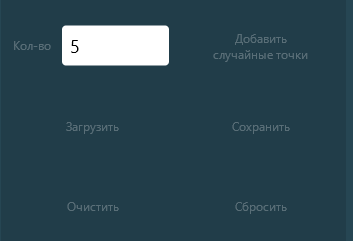 Кол-во 5 Добавить
случайные точки
Загрузить Сохранить
Очистить Сбросить